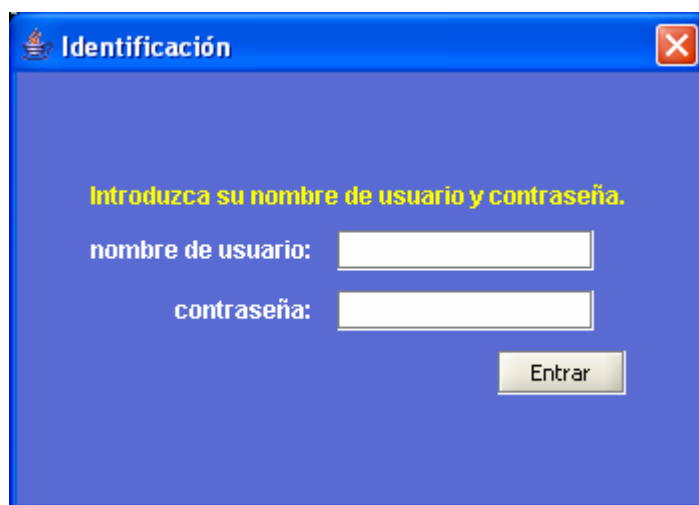 Identificación
Introduzca su nombre de usuario y contraseña.
nombre de usuario:
contraseña:
Entrar